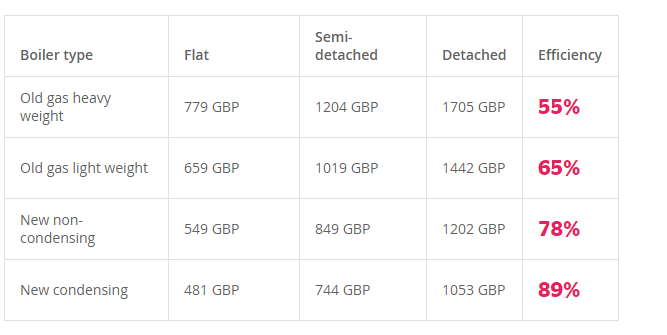 Boiler type Flat Semi-detached Detached Efficiency
Old gas heavy weight 779 GBP 1204 GBP 1705 GBP 55%
Old gas light weight 659 GBP 1019 GBP 1442 GBP 65%
New non-condensing 549 GBP 849 GBP 1202 GBP 78%
New condensing 481 GBP 744 GBP 1053 GBP 89%